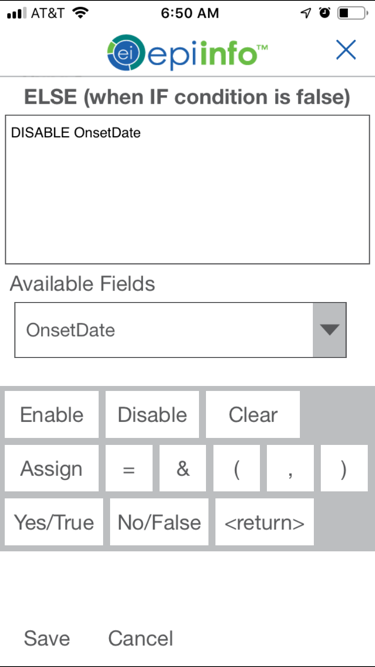 AT&T 6:50 AM
ei epiinfo™
ELSE (when IF condition is false)
DISABLE OnsetDate
Available Fields
OnsetDate
Enable Disable Clear
Assign = & ( , )
Yes/True No/False <return>
Save Cancel